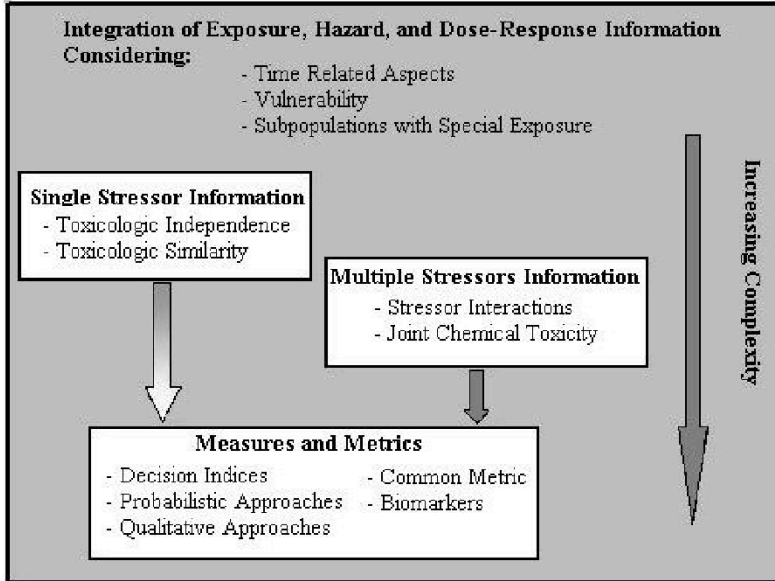 Integration of Exposure, Hazard, and Dose-Response Information
Considering:
- Time Related Aspects
- Vulnerability
- Subpopulations with Special Exposure
Single Stressor Information
- Toxicologic Independence
- Toxicologic Similarity
Multiple Stressors Information
- Stressor Interactions
- Joint Chemical Toxicity
Increasing Complexity
Measures and Metrics
- Decision Indices
- Probabilistic Approaches
- Qualitative Approaches
- Common Metric
- Biomarkers